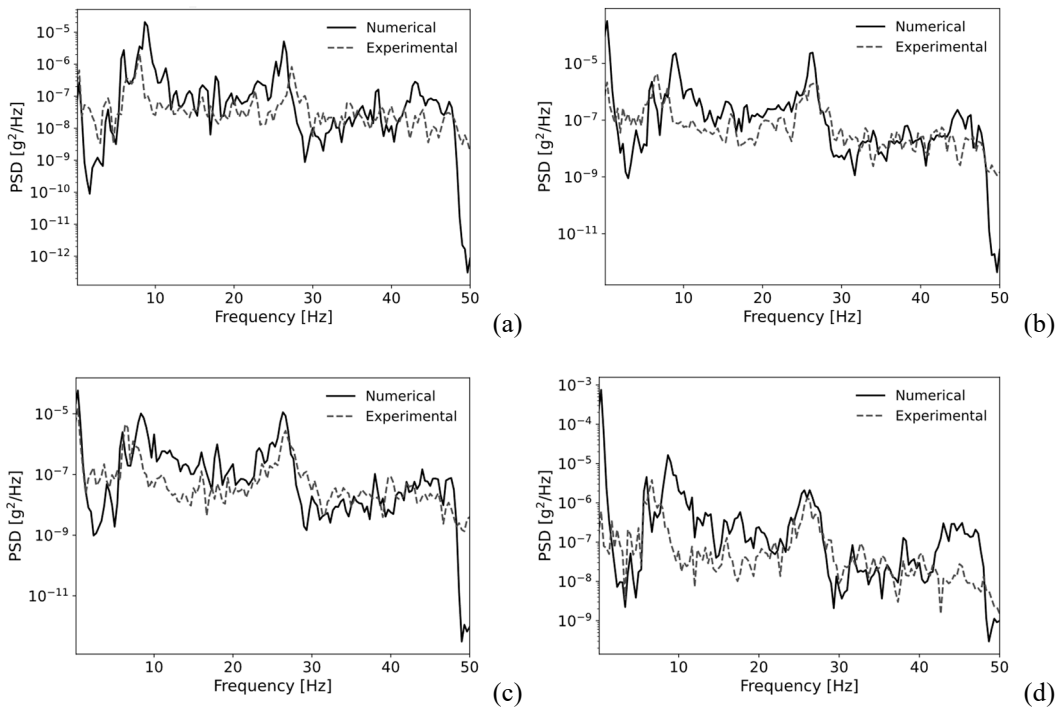 10⁻⁵
10⁻⁶
10⁻⁷
10⁻⁸
10⁻⁹
10⁻¹⁰
10⁻¹¹
10⁻¹²
PSD [g²/Hz]
Numerical
Experimental
10 20 30 40 50
Frequency [Hz]
(a)
10⁻⁵
10⁻⁷
10⁻⁹
10⁻¹¹
PSD [g²/Hz]
Numerical
Experimental
10 20 30 40 50
Frequency [Hz]
(b)
10⁻⁵
10⁻⁷
10⁻⁹
10⁻¹¹
PSD [g²/Hz]
Numerical
Experimental
10 20 30 40 50
Frequency [Hz]
(c)
10⁻³
10⁻⁴
10⁻⁵
10⁻⁶
10⁻⁷
10⁻⁸
10⁻⁹
PSD [g²/Hz]
Numerical
Experimental
10 20 30 40 50
Frequency [Hz]
(d)